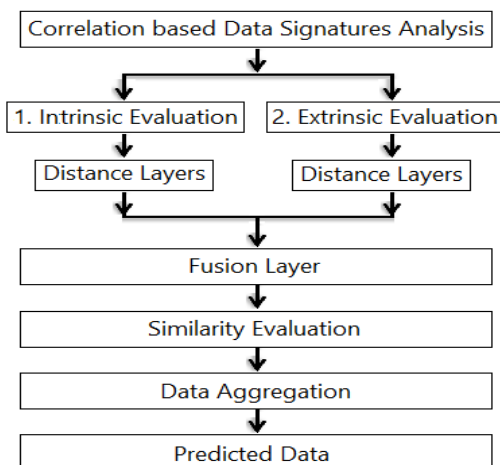 Correlation based Data Signatures Analysis
1. Intrinsic Evaluation
2. Extrinsic Evaluation
Distance Layers
Distance Layers
Fusion Layer
Similarity Evaluation
Data Aggregation
Predicted Data